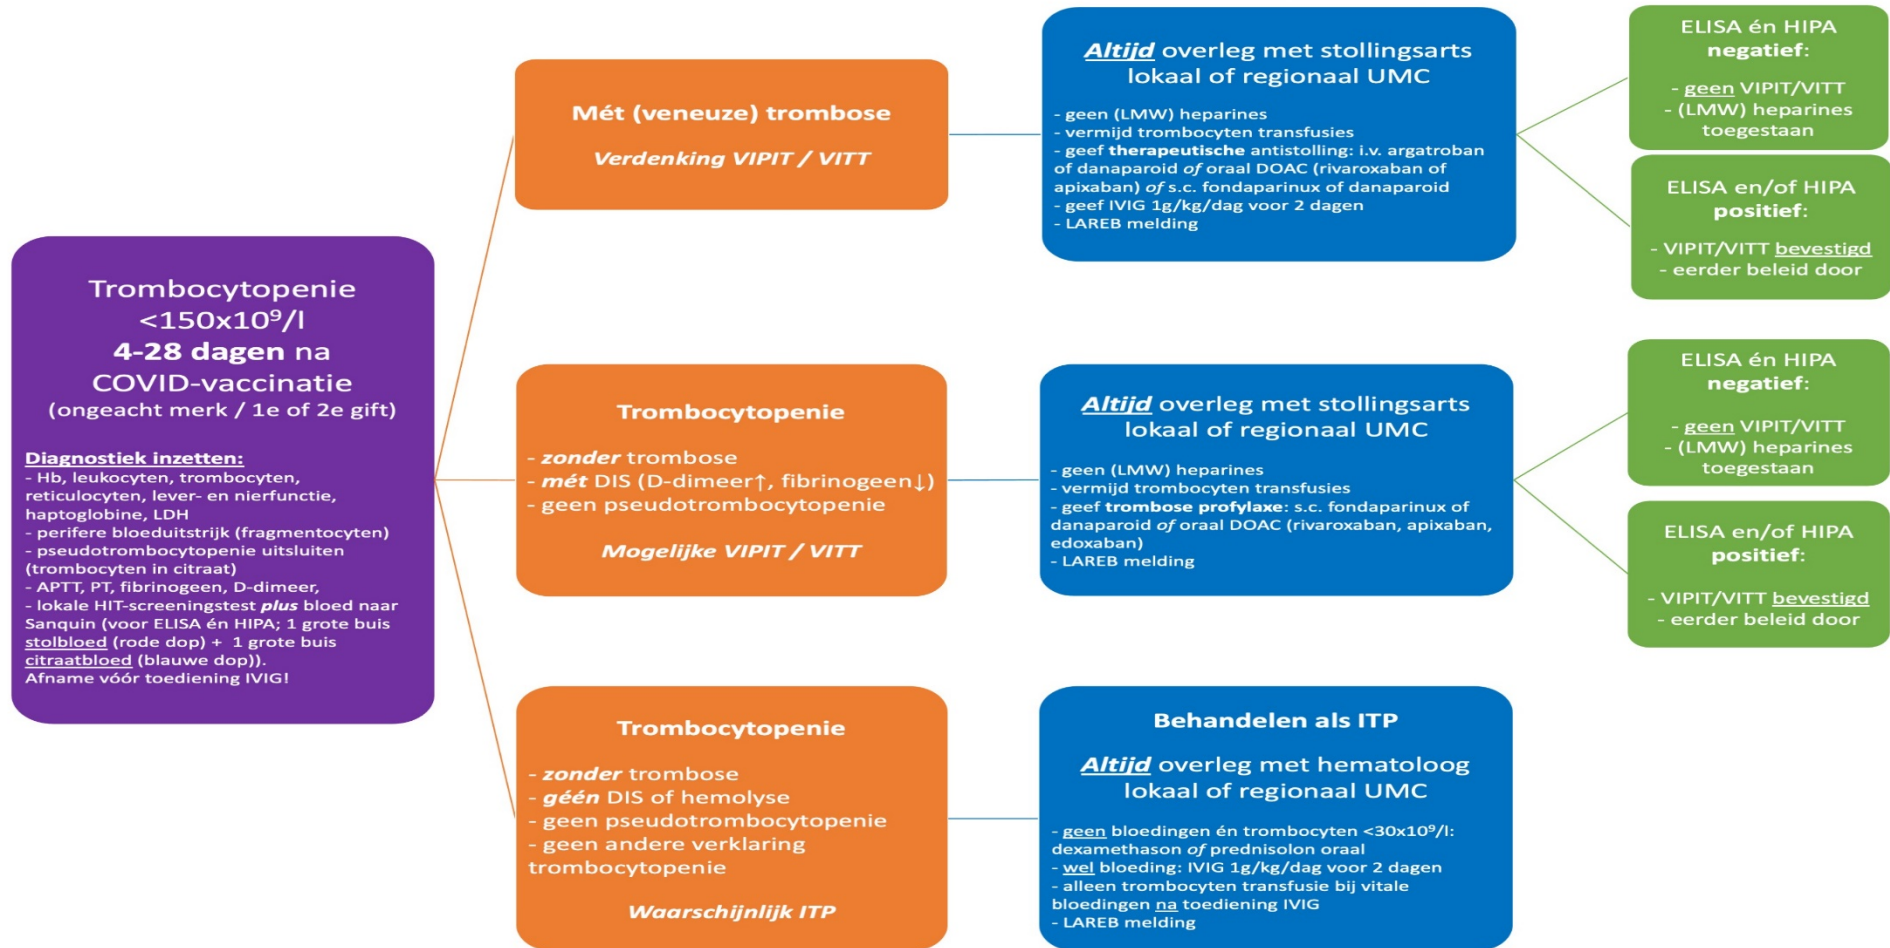 Trombocytopenie
<150x10⁹/l
4-28 dagen na
COVID-vaccinatie
(ongeacht merk / 1e of 2e gift)
Diagnostiek inzetten:
- Hb, leukocyten, trombocyten,
reticulocyten, lever- en nierfunctie,
haptoglobine, LDH
- perifere bloeduitstrijk (fragmentocyten)
- pseudotrombocytopenie uitsluiten
(trombocyten in citraat)
- APTT, PT, fibrinogeen, D-dimeer,
- lokale HIT-screeningstest plus bloed naar
Sanquin (voor ELISA én HIPA; 1 grote buis
stolbloed (rode dop) + 1 grote buis
citraatbloed (blauwe dop)).
Afname vóór toediening IVIG!
Mét (veneuze) trombose
Verdenking VIPIT / VITT
Altijd overleg met stollingsarts
lokaal of regionaal UMC
- geen (LMW) heparines
- vermijd trombocyten transfusies
- geef therapeutische antistolling: i.v. argatroban
of danaparoid of oraal DOAC (rivaroxaban of
apixaban) of s.c. fondaparinux of danaparoid
- geef IVIG 1g/kg/dag voor 2 dagen
- LAREB melding
ELISA én HIPA
negatief:
- geen VIPIT/VITT
- (LMW) heparines
toegestaan
ELISA en/of HIPA
positief:
- VIPIT/VITT bevestigd
- eerder beleid door
Trombocytopenie
- zonder trombose
- mét DIS (D-dimeer↑, fibrinogeen↓)
- geen pseudotrombocytopenie
Mogelijke VIPIT / VITT
Altijd overleg met stollingsarts
lokaal of regionaal UMC
- geen (LMW) heparines
- vermijd trombocyten transfusies
- geef trombose profylaxe: s.c. fondaparinux of
danaparoid of oraal DOAC (rivaroxaban, apixaban,
edoxaban)
- LAREB melding
ELISA én HIPA
negatief:
- geen VIPIT/VITT
- (LMW) heparines
toegestaan
ELISA en/of HIPA
positief:
- VIPIT/VITT bevestigd
- eerder beleid door
Trombocytopenie
- zonder trombose
- géén DIS of hemolyse
- geen pseudotrombocytopenie
- geen andere verklaring
trombocytopenie
Waarschijnlijk ITP
Behandelen als ITP
Altijd overleg met hematoloog
lokaal of regionaal UMC
- geen bloedingen én trombocyten <30x10⁹/l:
dexamethason of prednisolon oraal
- wel bloeding: IVIG 1g/kg/dag voor 2 dagen
- alleen trombocyten transfusie bij vitale
bloedingen na toediening IVIG
- LAREB melding